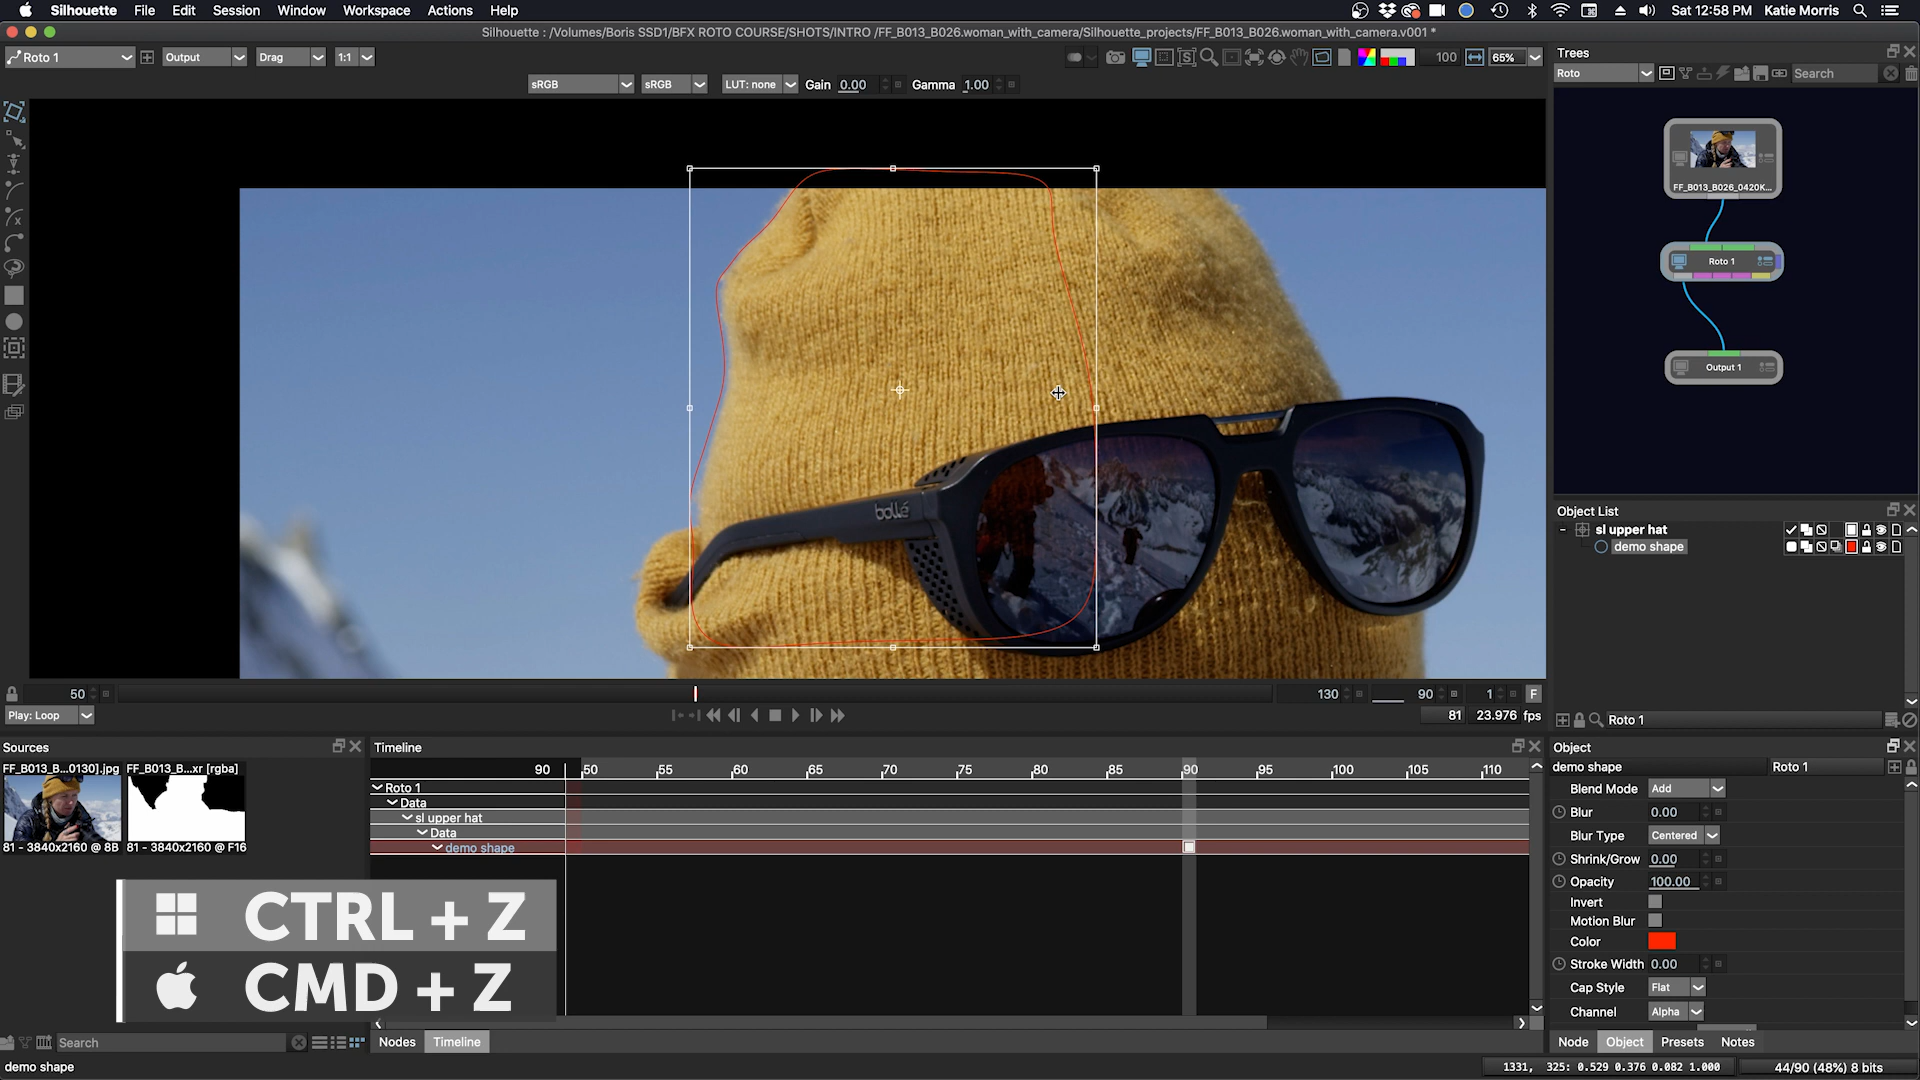 Silhouette File Edit Session Window Workspace Actions Help Sat 12:58 PM Katie Morris
Silhouette : /Volumes/Boris SSD1/BFX ROTO COURSE/SHOTS/INTRO /FF_B013_B026.woman_with_camera/Silhouette_projects/FF_B013_B026.woman_with_camera.v001 *
Roto 1 Output Drag 1:1 100 65%
sRGB sRGB LUT: none Gain 0.00 Gamma 1.00
Trees
Roto Search
FF_B013_B026_0420K...
Roto 1
Output 1
bollé
Object List
sl upper hat
demo shape
Roto 1
50 130 90 1 F
Play: Loop 81 23.976 fps
Sources
FF_B013_B...0130].jpg FF_B013_B...xr [rgba]
81 - 3840x2160 @ 8B 81 - 3840x2160 @ F16
Search
Timeline
90 50 55 60 65 70 75 80 85 90 95 100 105 110
Roto 1
Data
sl upper hat
Data
demo shape
Nodes Timeline
CTRL + Z
CMD + Z
Object
demo shape Roto 1
Blend Mode Add
Blur 0.00
Blur Type Centered
Shrink/Grow 0.00
Opacity 100.00
Invert
Motion Blur
Color
Stroke Width 0.00
Cap Style Flat
Channel Alpha
Node Object Presets Notes
demo shape
1331, 325: 0.529 0.376 0.082 1.000 44/90 (48%) 8 bits